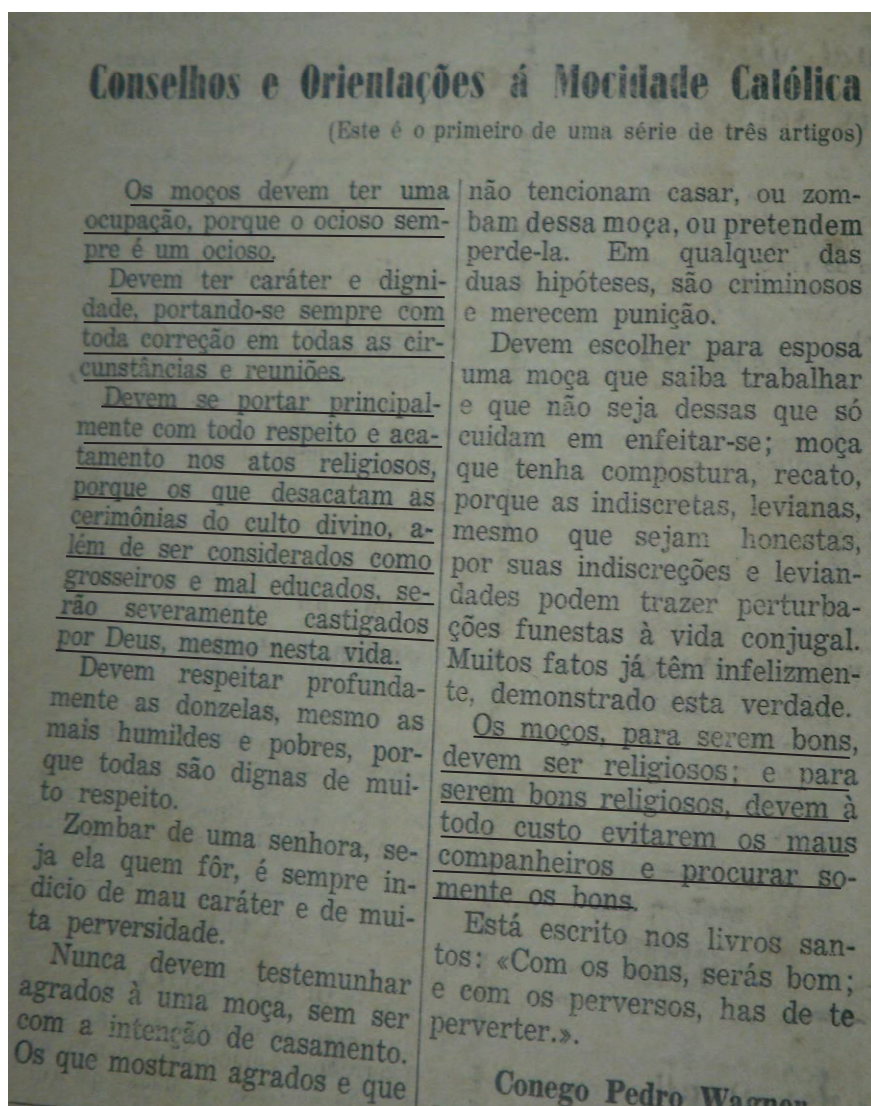 Conselhos e Orientações á Mocidade Católica
(Este é o primeiro de uma série de três artigos)
Os moços devem ter uma
ocupação, porque o ocioso sem-
pre é um ocioso.
Devem ter caráter e digni-
dade, portando-se sempre com
toda correção em todas as cir-
cunstâncias e reuniões.
Devem se portar principal-
mente com todo respeito e aca-
tamento nos atos religiosos,
porque os que desacatam as
cerimônias do culto divino, a-
lém de ser considerados como
grosseiros e mal educados, se-
rão severamente castigados
por Deus, mesmo nesta vida.
Devem respeitar profunda-
mente as donzelas, mesmo as
mais humildes e pobres, por-
que todas são dignas de mui-
to respeito.
Zombar de uma senhora, se-
ja ela quem fôr, é sempre in-
dicio de mau caráter e de mui-
ta perversidade.
Nunca devem testemunhar
agrados à uma moça, sem ser
com a intenção de casamento.
Os que mostram agrados e que
não tencionam casar, ou zom-
bam dessa moça, ou pretendem
perde-la. Em qualquer das
duas hipóteses, são criminosos
e merecem punição.
Devem escolher para esposa
uma moça que saiba trabalhar
e que não seja dessas que só
cuidam em enfeitar-se; moça
que tenha compostura, recato,
porque as indiscretas, levianas,
mesmo que sejam honestas,
por suas indiscreções e levian-
dades podem trazer perturba-
ções funestas à vida conjugal.
Muitos fatos já têm infelizmen-
te, demonstrado esta verdade.
Os moços, para serem bons,
devem ser religiosos; e para
serem bons religiosos, devem à
todo custo evitarem os maus
companheiros e procurar so-
mente os bons.
Está escrito nos livros san-
tos: «Com os bons, serás bom;
e com os perversos, has de te
perverter.».
Conego Pedro Wagner